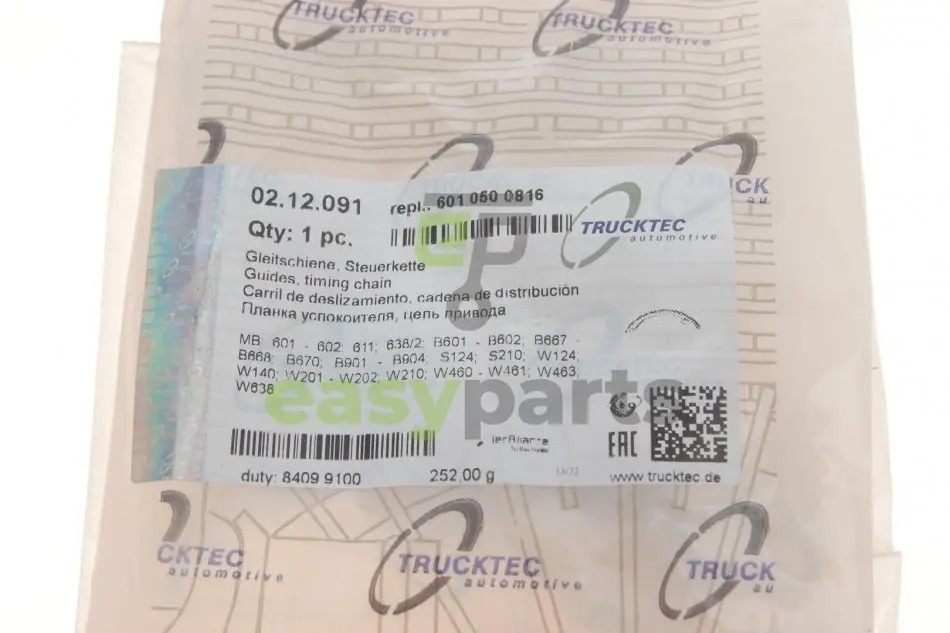 TRUCKTEC
automotive
TRUCKTEC
automotive
02.12.091
repl.: 601 050 0816
Qty: 1 pc.
TRUCKTEC
automotive
Gleitschiene, Steuerkette
Guides, timing chain
Carril de deslizamiento, cadena de distribución
Планка успокоителя, цепь привода
MB 601 - 602; 611; 638/2; B601 - B602; B667 -
B668; B670; B901 - B904; S124; S210; W124;
W140; W201 - W202; W210; W460 - W461; W463;
W638
easyparts
EAC
duty: 8409 9100
252,00 g
www.trucktec.de
CKTEC
automotive
TRUCKTEC
automotive
TRUCK
au